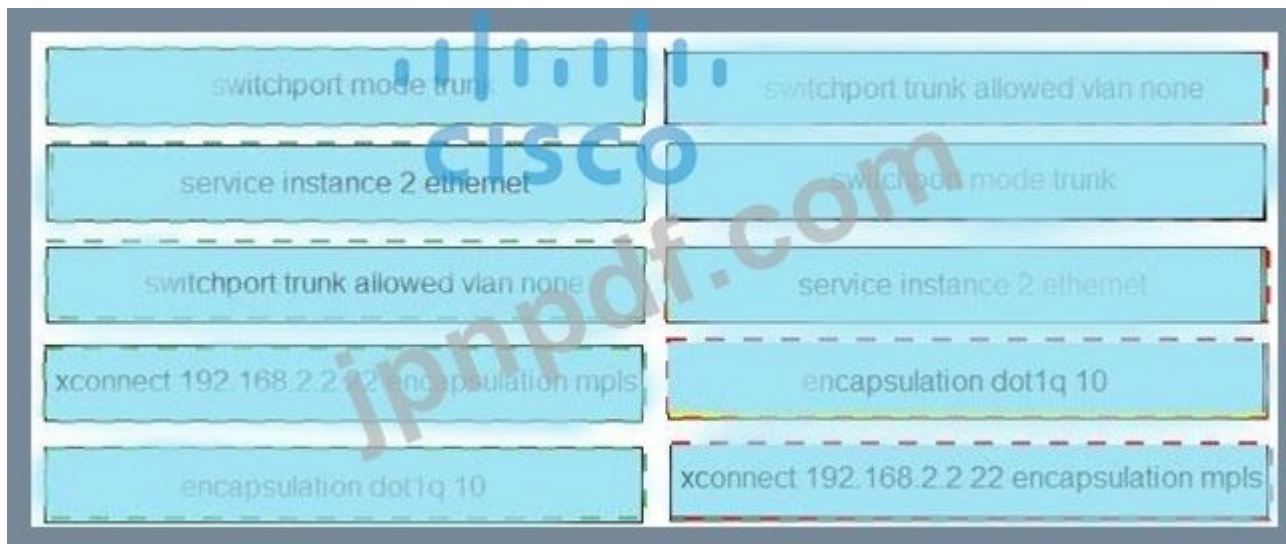 switchport mode trunk
service instance 2 ethernet
switchport trunk allowed vlan none
xconnect 192.168.2.2 22 encapsulation mpls
encapsulation dot1q 10
switchport trunk allowed vlan none
switchport mode trunk
service instance 2 ethernet
encapsulation dot1q 10
xconnect 192.168.2.2 22 encapsulation mpls
CISCO
jpnpdf.com